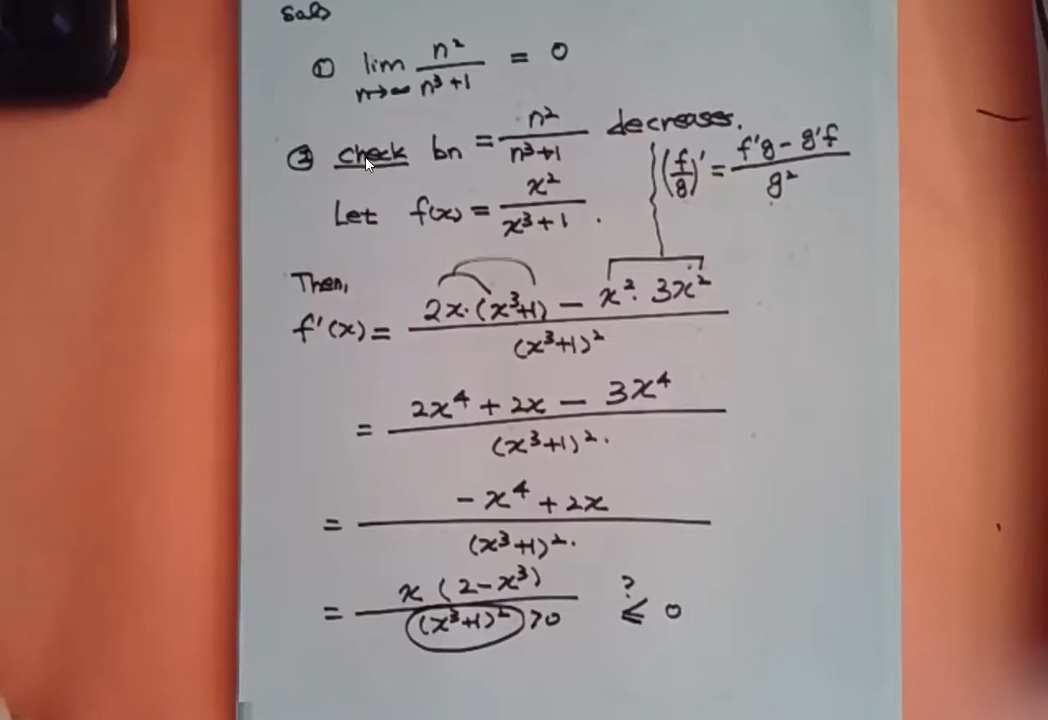 Sols
① lim n→∞ n²/(n³+1) = 0
② check bn = n²/(n³+1) decreases.
(f/g)' = (f'g - g'f)/g²
Let f(x) = x²/(x³+1).
Then,
f'(x) = (2x·(x³+1) - x²·3x²)/(x³+1)²
= (2x⁴ + 2x - 3x⁴)/(x³+1)².
= (-x⁴ + 2x)/(x³+1)².
= x(2-x³)/(x³+1)² >0 ? ≤ 0